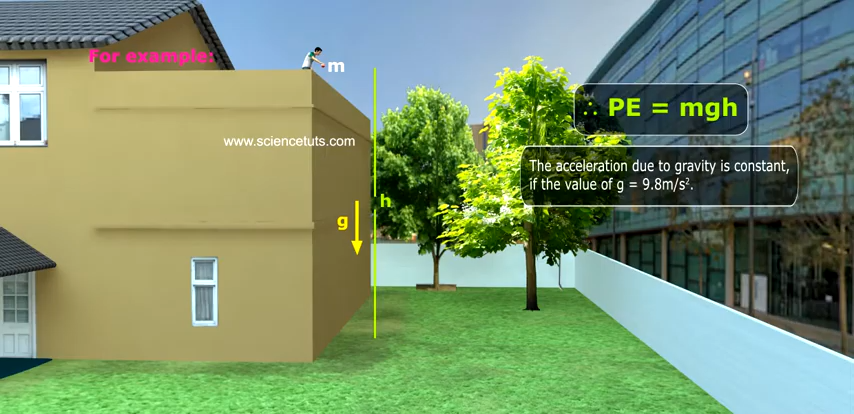 For example:
m
∴ PE = mgh
www.sciencetuts.com
The acceleration due to gravity is constant,
if the value of g = 9.8m/s².
h
g